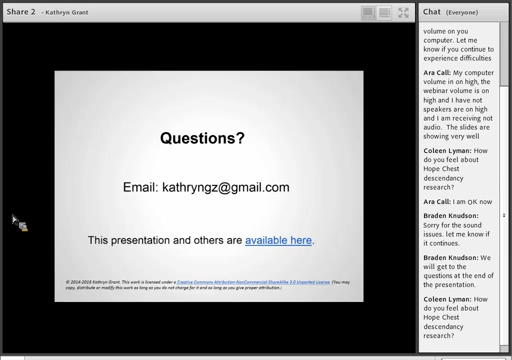 Share 2 - Kathryn Grant
Questions?
Email: kathryngz@gmail.com
This presentation and others are available here.
© 2014-2016 Kathryn Grant. This work is licensed under a Creative Commons Attribution-NonCommercial-ShareAlike 3.0 Unported License. (You may
copy, distribute or modify this work as long as you do not charge for it and as long as you give proper attribution.)
Chat (Everyone)
volume on you
computer. Let me
know if you continue to
experience difficulties
Ara Call: My computer
volume in on high, the
webinar volume is on
high and I have not
speakers are on high
and I am receiving not
audio. The slides are
showing very well
Coleen Lyman: How
do you feel about
Hope Chest
descendancy
research?
Ara Call: I am OK now
Braden Knudson:
Sorry for the sound
issues. let me know if
it continues.
Braden Knudson: We
will get to the
questions at the end of
the presentation.
Coleen Lyman: How
do you feel about Hope
Chest descendancy
research?